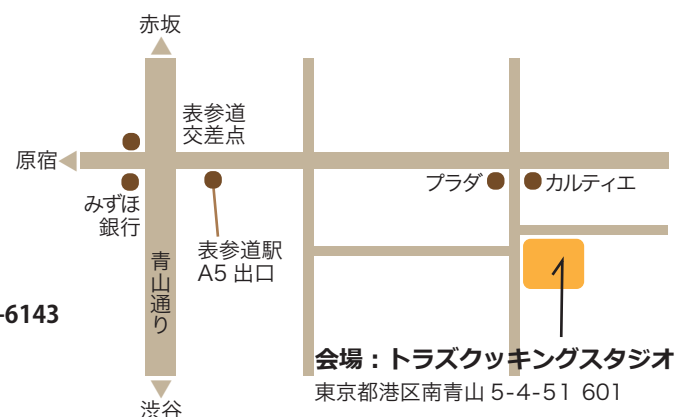 赤坂
表参道
交差点
原宿
みずほ
銀行
プラダ
カルティエ
表参道駅
A5 出口
青山通り
-6143
会場：トラズクッキングスタジオ
東京都港区南青山 5-4-51 601
渋谷